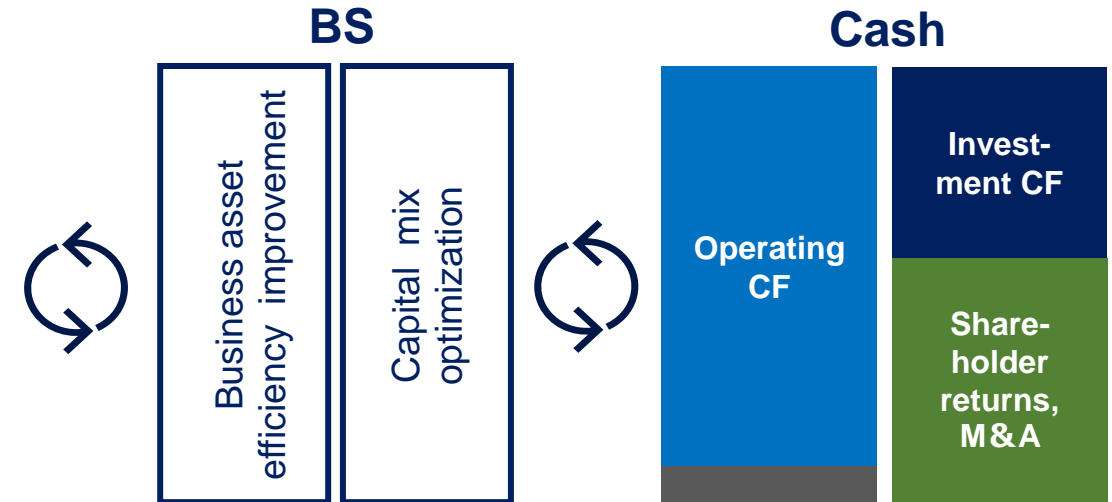 BS
Cash
Business asset
efficiency improvement
Capital mix
optimization
Operating
CF
Invest-
ment CF
Share-
holder
returns,
M&A